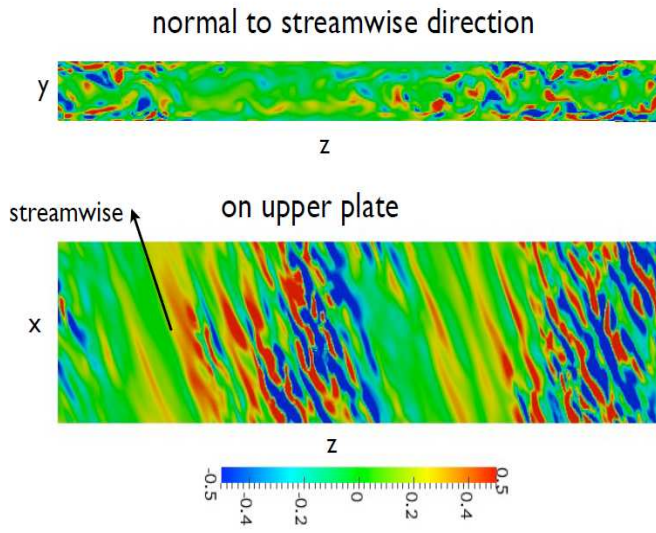 normal to streamwise direction
y
z
streamwise
on upper plate
x
z
-0.5
-0.4
-0.2
0
0.2
0.4
0.5